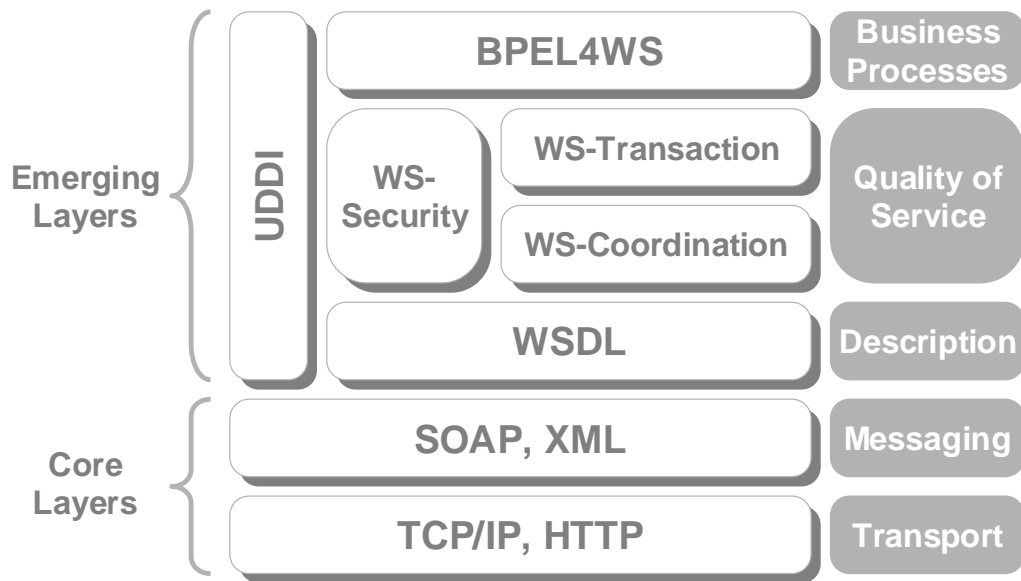 BPEL4WS
Business
Processes
Emerging
Layers
UDDI
WS-
Security
WS-Transaction
WS-Coordination
Quality of
Service
WSDL
Description
Core
Layers
SOAP, XML
Messaging
TCP/IP, HTTP
Transport